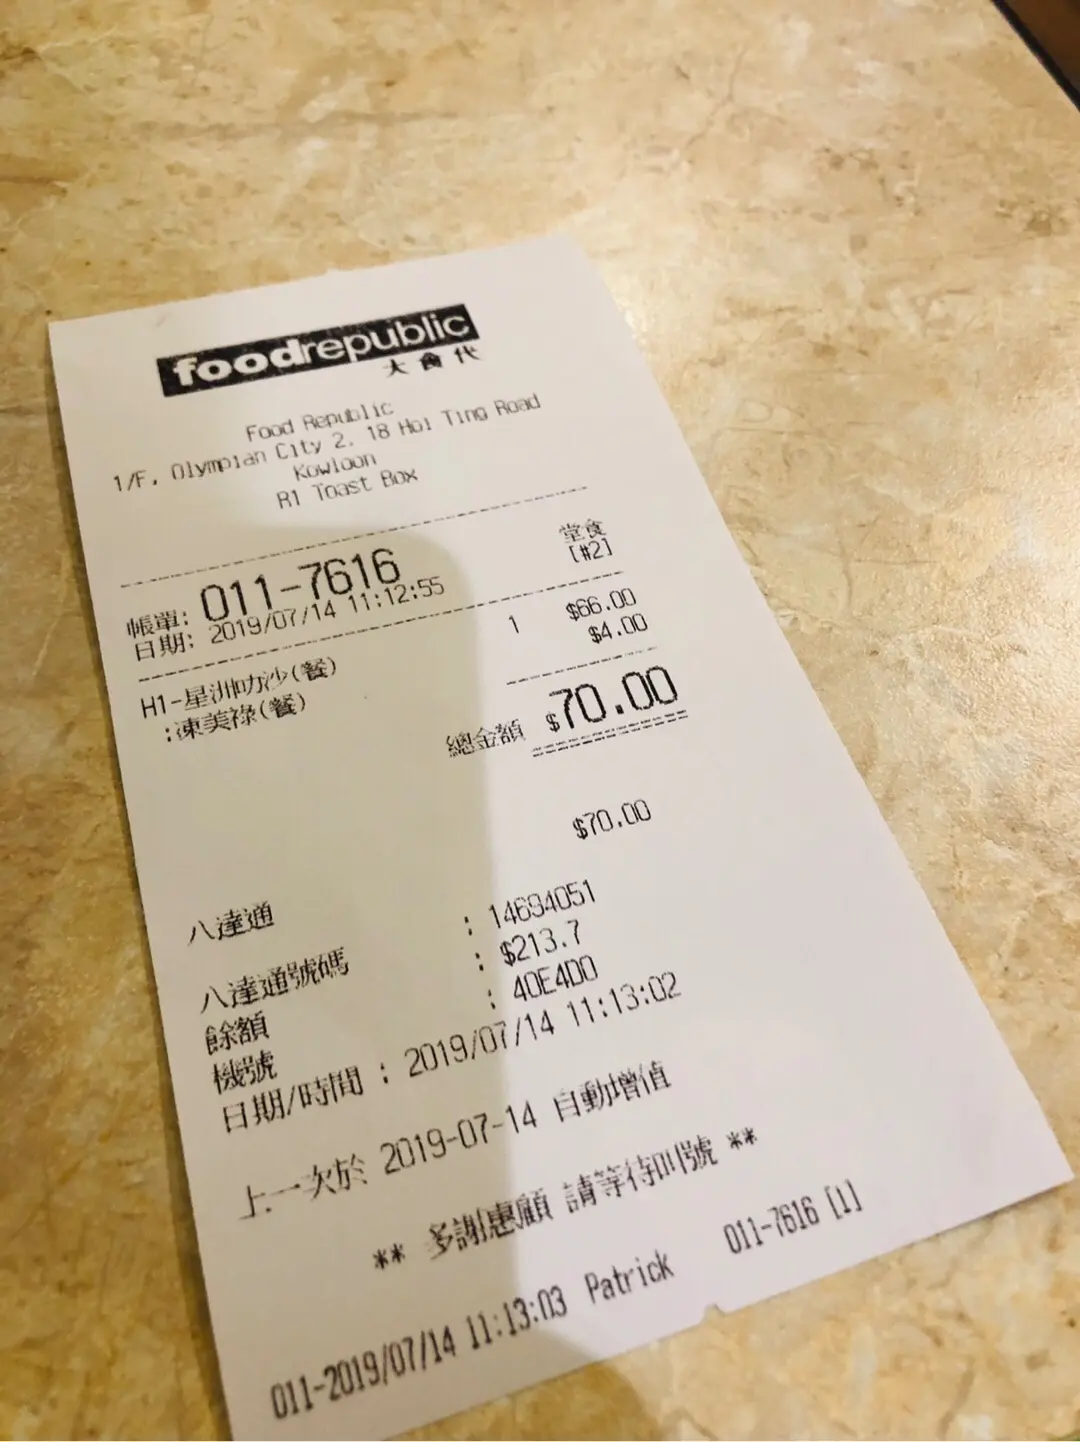 foodrepublic
大食代
Food Republic
1/F, Olympian City 2, 18 Hoi Ting Road
Kowloon
R1 Toast Box
堂食
[#2]
帳單: 011-7616
日期: 2019/07/14 11:12:55
H1-星洲叻沙(餐) 1 $66.00
:凍美祿(餐) $4.00
總金額 $70.00
八達通 $70.00
八達通號碼 : 14694051
餘額 : $213.7
機號 : 40E4D0
日期/時間 : 2019/07/14 11:13:02
上一次於 2019-07-14 自動增值
** 多謝惠顧 請等待叫號 **
011-2019/07/14 11:13:03 Patrick 011-7616 [1]